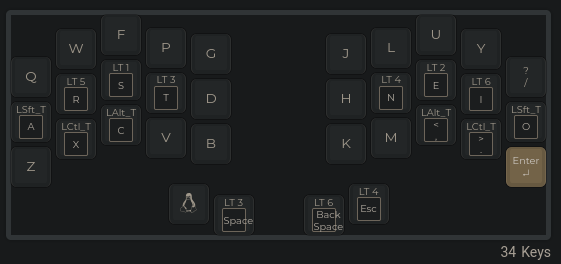 Q
W
F
P
G
J
L
U
Y
?
/
LSft_T
A
LT 5
R
LT 1
S
LT 3
T
D
H
LT 4
N
LT 2
E
LT 6
I
LSft_T
O
Z
LCtl_T
X
LAlt_T
C
V
B
K
M
LAlt_T
<
,
LCtl_T
>
.
Enter
↵
LT 3
Space
LT 6
Back
Space
LT 4
Esc
34 Keys